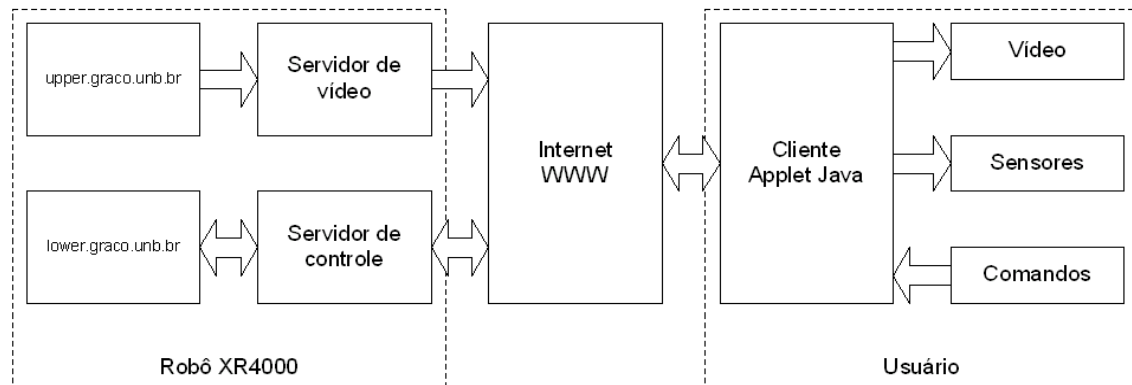 upper.graco.unb.br
Servidor de
vídeo
Internet
WWW
Cliente
Applet Java
Vídeo
Sensores
Comandos
lower.graco.unb.br
Servidor de
controle
Robô XR4000
Usuário